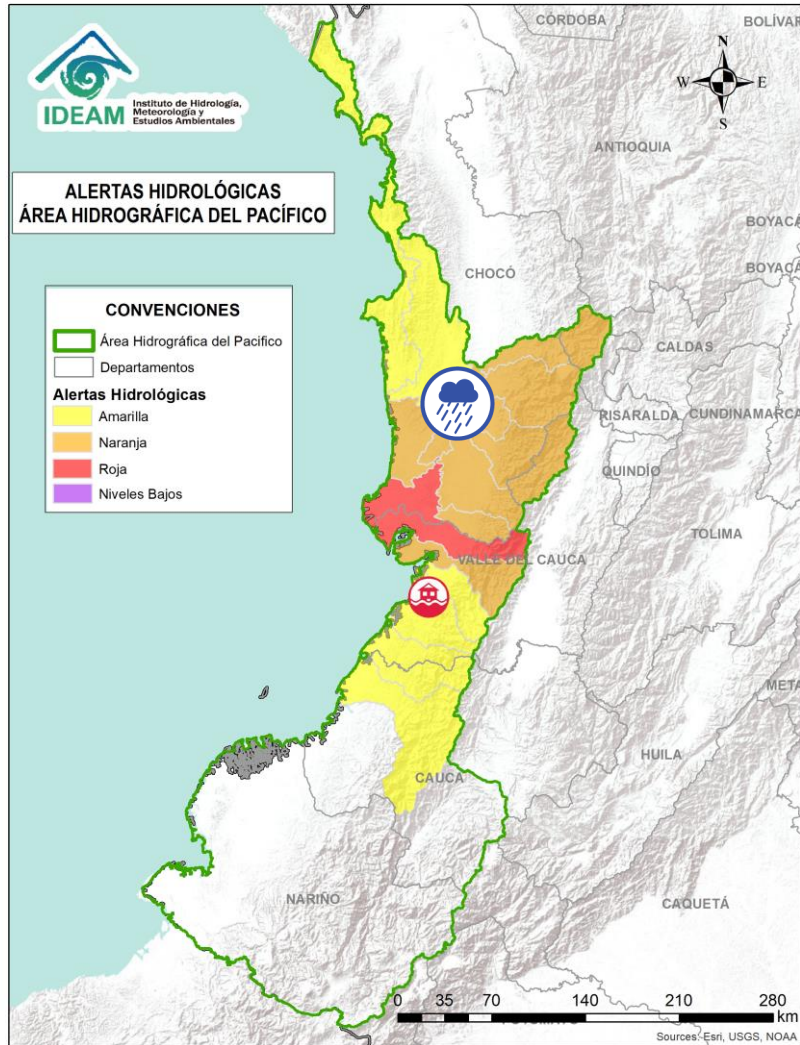 CÓRDOBA
BOLÍVAR
N
W
E
S
IDEAM
Instituto de Hidrología,
Meteorología y
Estudios Ambientales
ANTIOQUIA
ALERTAS HIDROLÓGICAS
ÁREA HIDROGRÁFICA DEL PACÍFICO
BOYACÁ
BOYACÁ
CHOCÓ
CONVENCIONES
Área Hidrográfica del Pacifico
Departamentos
Alertas Hidrológicas
Amarilla
Naranja
Roja
Niveles Bajos
CALDAS
RISARALDA
CUNDINAMARCA
QUINDÍO
TOLIMA
VALLE DEL CAUCA
META
HUILA
CAUCA
NARIÑO
CAQUETÁ
0 35 70 140 210 280
km
Sources: Esri, USGS, NOAA